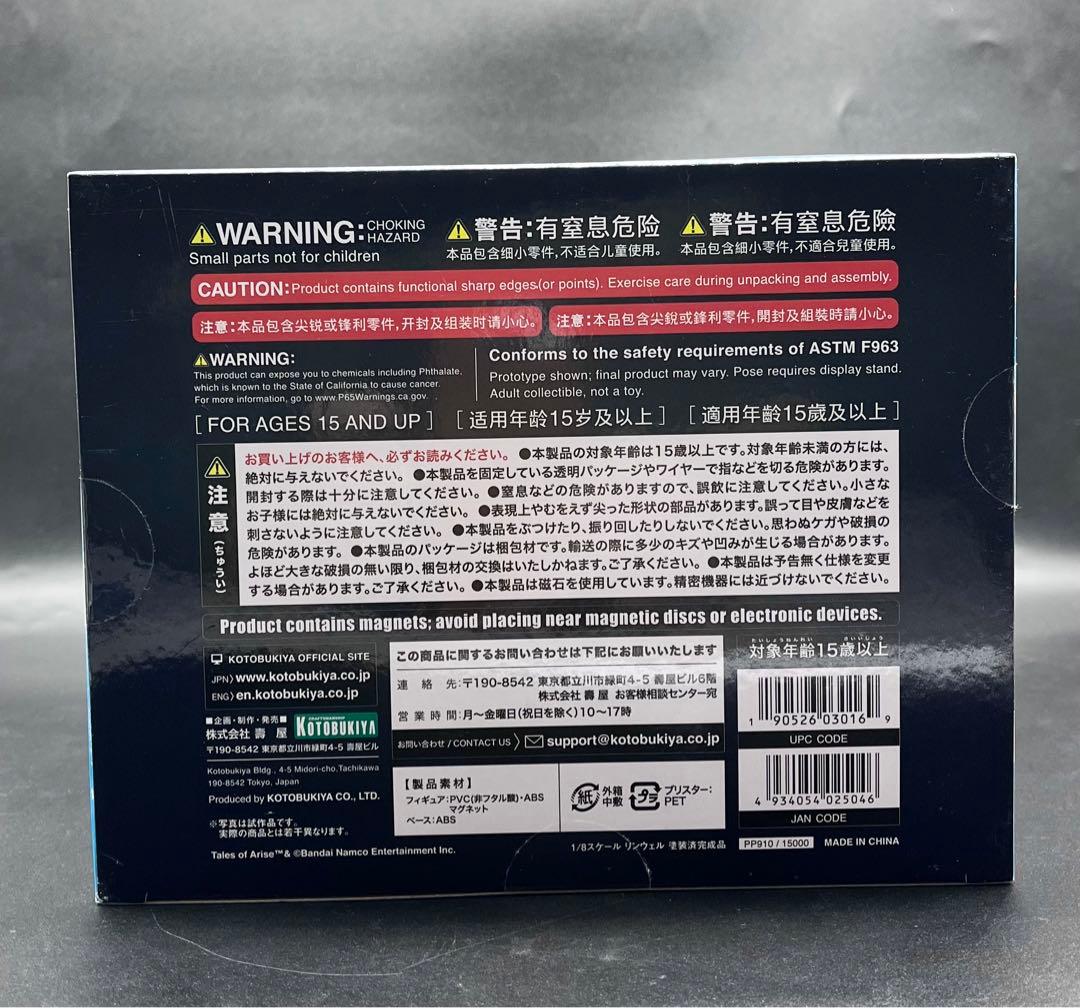 ⚠WARNING: CHOKING HAZARD
Small parts not for children
⚠警告:有窒息危险
本品包含细小零件,不适合儿童使用。
⚠警告:有窒息危險
本品包含細小零件,不適合兒童使用。
CAUTION: Product contains functional sharp edges(or points). Exercise care during unpacking and assembly.
注意:本品包含尖锐或锋利零件,开封及组装时请小心。
注意:本品包含尖銳或鋒利零件,開封及組裝時請小心。
⚠WARNING:
This product can expose you to chemicals including Phthalate,
which is known to the State of California to cause cancer.
For more information, go to www.P65Warnings.ca.gov.
Conforms to the safety requirements of ASTM F963
Prototype shown; final product may vary. Pose requires display stand.
Adult collectible, not a toy.
[ FOR AGES 15 AND UP ]
[ 适用年龄15岁及以上 ]
[ 適用年齡15歲及以上 ]
⚠注意(ちゅうい)
お買い上げのお客様へ、必ずお読みください。 ●本製品の対象年齢は15歳以上です。対象年齢未満の方には、
絶対に与えないでください。 ●本製品を固定している透明パッケージやワイヤーで指などを切る危険があります。
開封する際は十分に注意してください。 ●窒息などの危険がありますので、誤飲に注意してください。小さな
お子様には絶対に与えないでください。 ●表現上やむをえず尖った形状の部品があります。誤って目や皮膚などを
刺さないように注意してください。 ●本製品をぶつけたり、振り回したりしないでください。思わぬケガや破損の
危険があります。 ●本製品のパッケージは梱包材です。輸送の際に多少のキズや凹みが生じる場合があります。
よほど大きな破損の無い限り、梱包材の交換はいたしかねます。ご了承ください。 ●本製品は予告無く仕様を変更
する場合があります。ご了承ください。 ●本製品は磁石を使用しています。精密機器には近づけないでください。
Product contains magnets; avoid placing near magnetic discs or electronic devices.
KOTOBUKIYA OFFICIAL SITE
JPN〉www.kotobukiya.co.jp
ENG〉en.kotobukiya.co.jp
■企画・制作・発売■
株式会社 壽 屋
CRAFTSMANSHIP
KOTOBUKIYA
〒190-8542 東京都立川市緑町4-5 壽屋ビル
Kotobukiya Bldg., 4-5 Midori-cho,Tachikawa
190-8542 Tokyo, Japan
Produced by KOTOBUKIYA CO., LTD.
※写真は試作品です。
実際の商品とは若干異なります。
Tales of Arise™& ©Bandai Namco Entertainment Inc.
この商品に関するお問い合わせは下記にお願いいたします
連 絡 先:〒190-8542 東京都立川市緑町4-5 壽屋ビル6階
株式会社 壽 屋 お客様相談センター宛
営 業 時 間:月〜金曜日(祝日を除く)10〜17時
お問い合わせ / CONTACT US 〉 support@kotobukiya.co.jp
【製品素材】
フィギュア:PVC(非フタル酸)・ABS
マグネット
ベース:ABS
紙
外箱
中敷
プラ
ブリスター:
PET
1/8スケール リンウェル 塗装済完成品
たいしょうねんれい さいいじょう
対象年齢15歳以上
1 90526 03016 9
UPC CODE
4 934054 025046
JAN CODE
PP910 / 15000
MADE IN CHINA